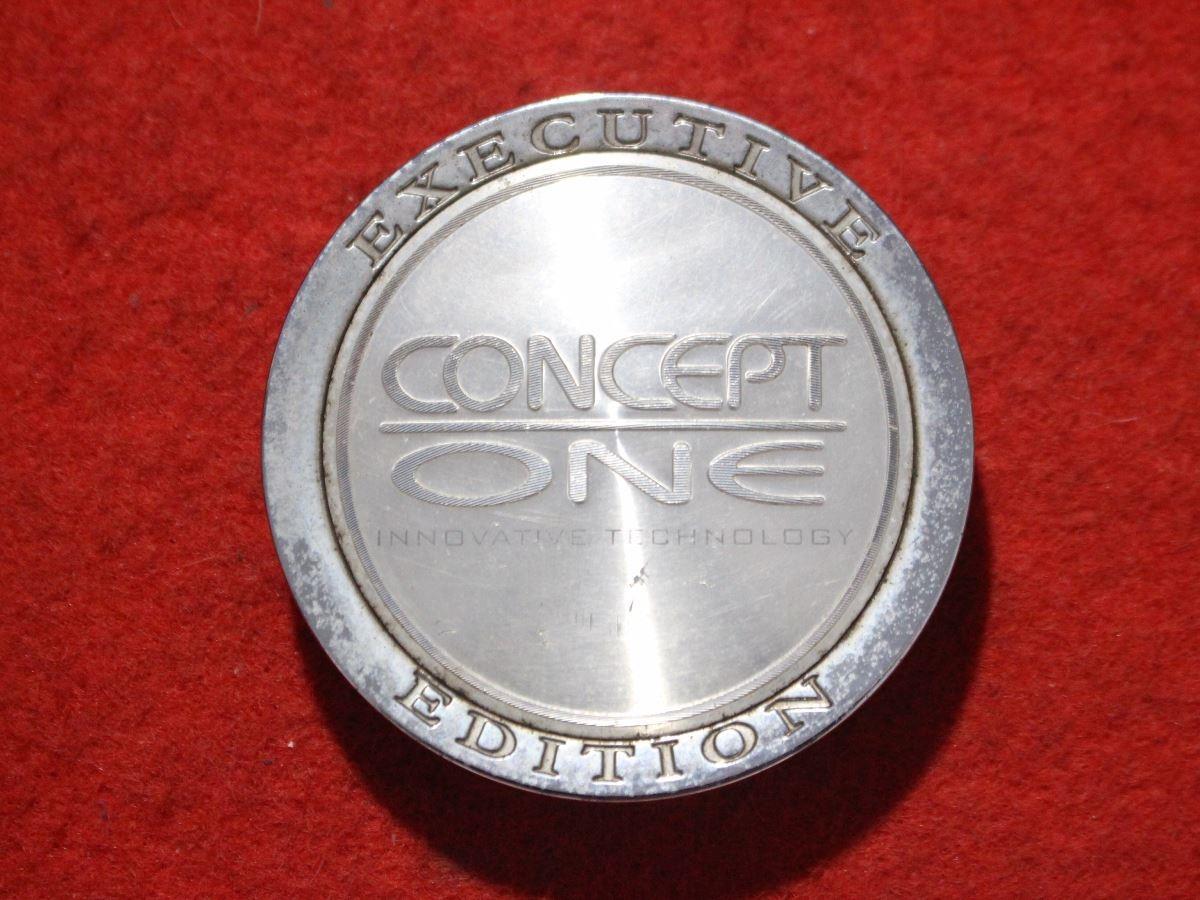 EXECUTIVE
CONCEPT
ONE
INNOVATIVE TECHNOLOGY
EDITION